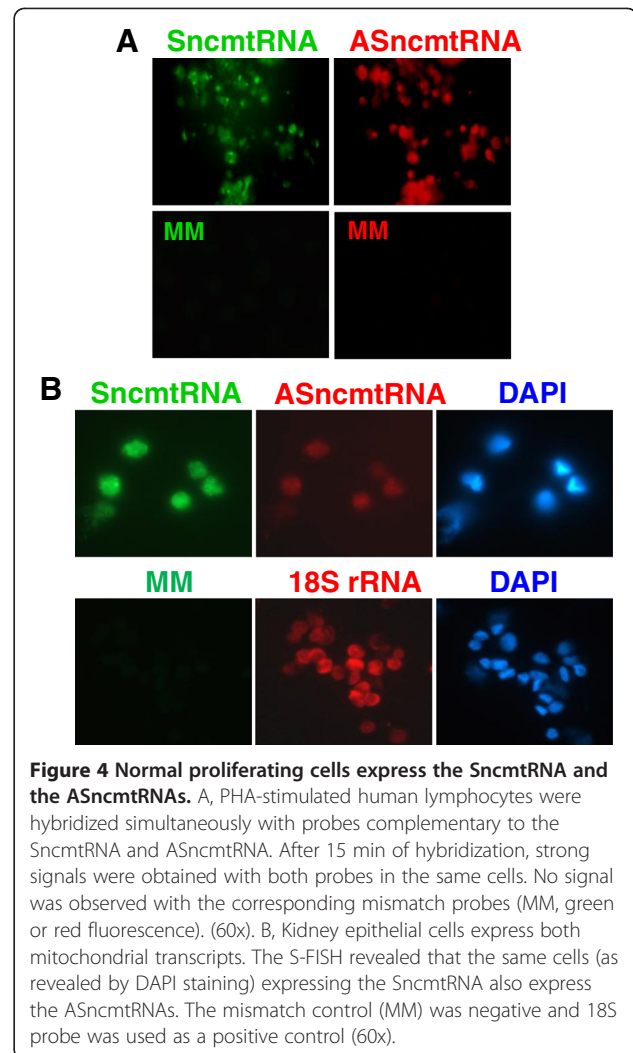 A
SncmtRNA ASncmtRNA
MM MM
B
SncmtRNA ASncmtRNA DAPI
MM 18S rRNA DAPI
Figure 4 Normal proliferating cells express the SncmtRNA and
the ASncmtRNAs. A, PHA-stimulated human lymphocytes were
hybridized simultaneously with probes complementary to the
SncmtRNA and ASncmtRNA. After 15 min of hybridization, strong
signals were obtained with both probes in the same cells. No signal
was observed with the corresponding mismatch probes (MM, green
or red fluorescence). (60x). B, Kidney epithelial cells express both
mitochondrial transcripts. The S-FISH revealed that the same cells (as
revealed by DAPI staining) expressing the SncmtRNA also express
the ASncmtRNAs. The mismatch control (MM) was negative and 18S
probe was used as a positive control (60x).